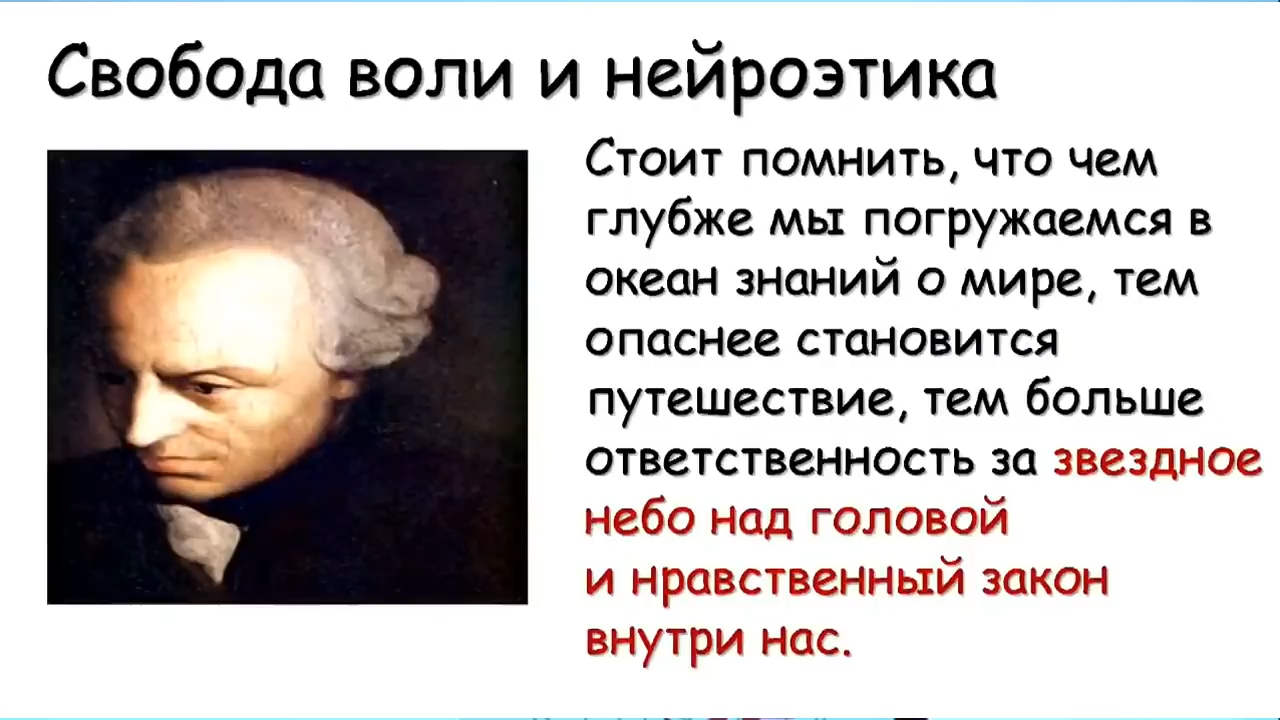 Свобода воли и нейроэтика
Стоит помнить, что чем
глубже мы погружаемся в
океан знаний о мире, тем
опаснее становится
путешествие, тем больше
ответственность за звездное
небо над головой
и нравственный закон
внутри нас.